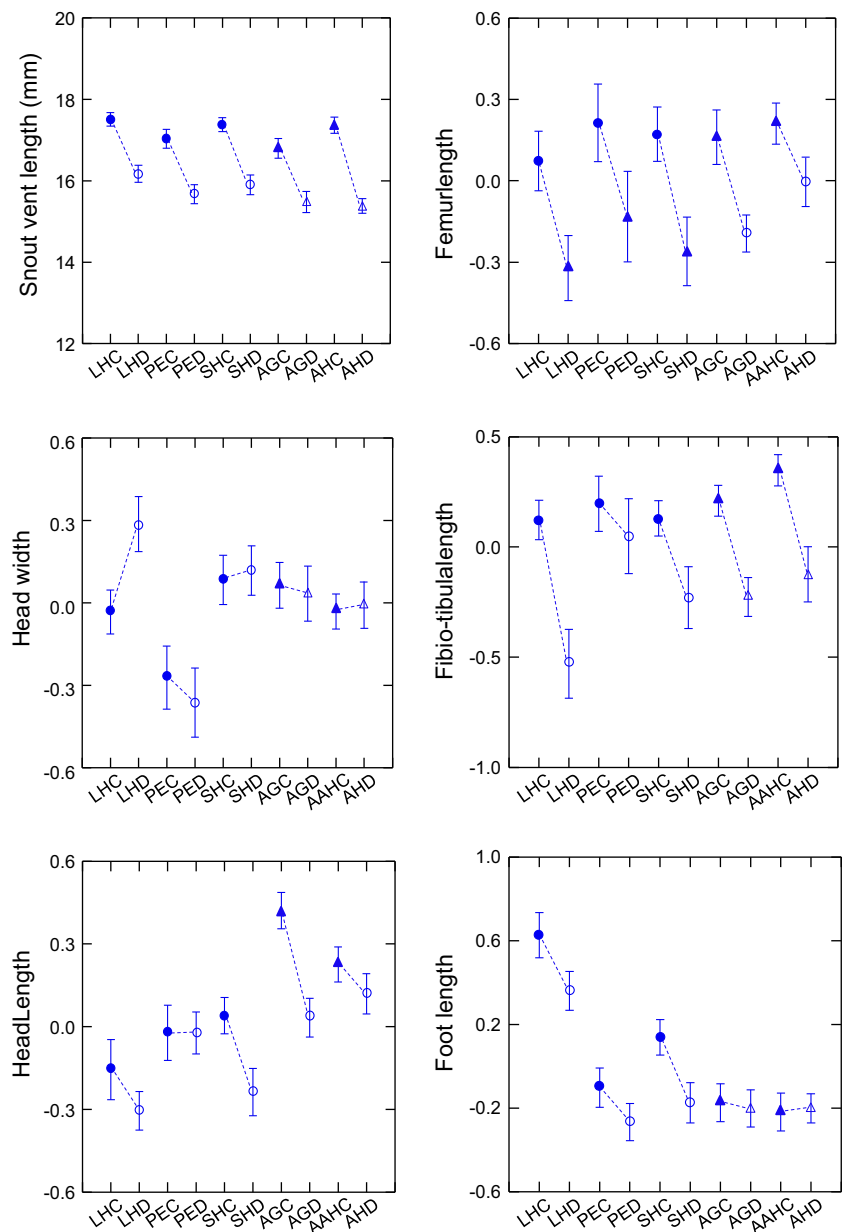 Snout vent length (mm)
20
18
16
14
12
LHC LHD PEC PED SHC SHD AGC AGD AHC AHD
Femurlength
0.6
0.3
0.0
-0.3
-0.6
LHC LHD PEC PED SHC SHD AGC AGD AAHC AHD
Head width
0.6
0.3
0.0
-0.3
-0.6
LHC LHD PEC PED SHC SHD AGC AGD AAHC AHD
Fibio-tibulalength
0.5
0.0
-0.5
-1.0
LHC LHD PEC PED SHC SHD AGC AGD AAHC AHD
HeadLength
0.6
0.3
0.0
-0.3
-0.6
LHC LHD PEC PED SHC SHD AGC AGD AAHC AHD
Foot length
1.0
0.6
0.2
-0.2
-0.6
LHC LHD PEC PED SHC SHD AGC AGD AAHC AHD